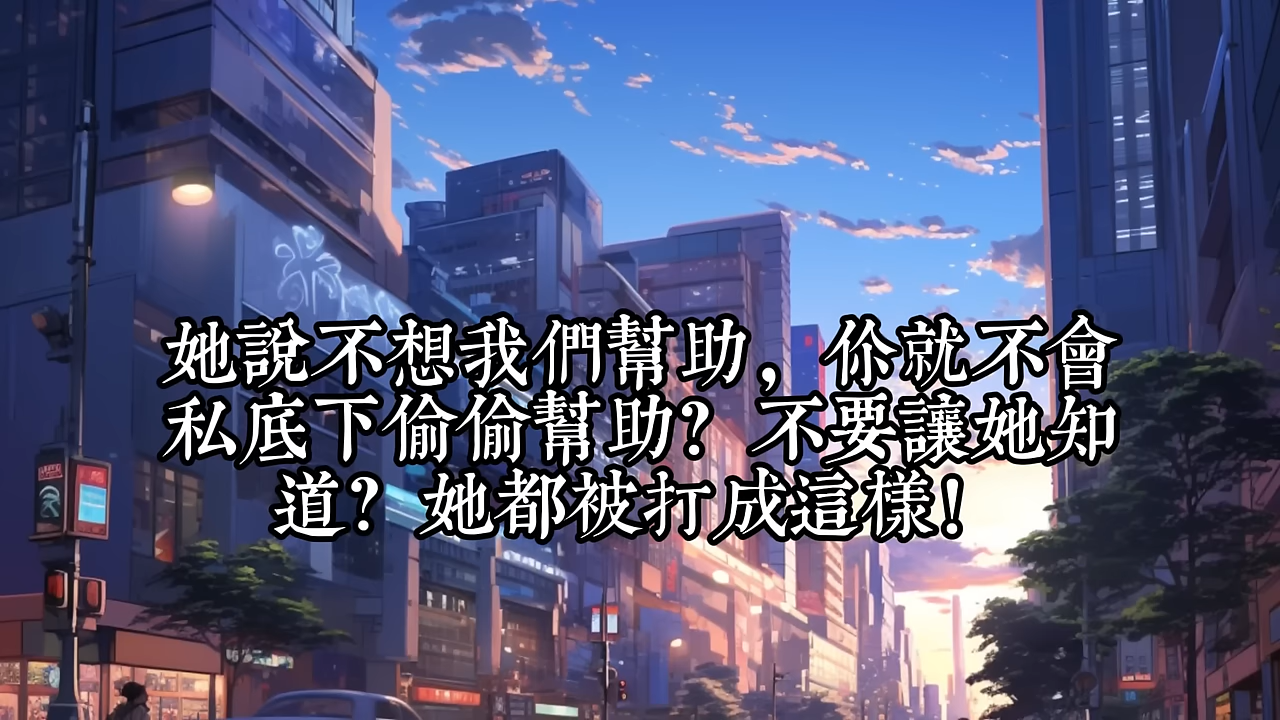 她說不想我們幫助，你就不會
私底下偷偷幫助？不要讓她知
道？她都被打成這樣！